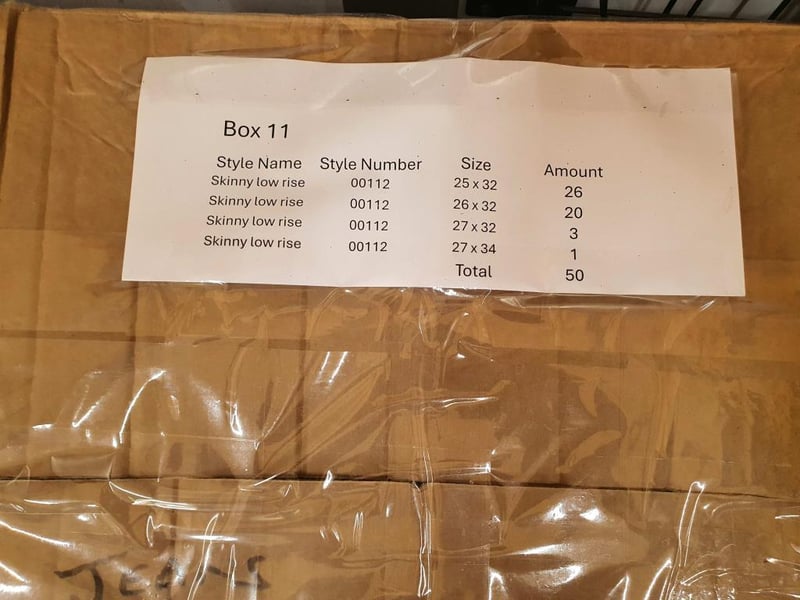 Box 11
Style Name Style Number Size Amount
Skinny low rise 00112 25 x 32 26
Skinny low rise 00112 26 x 32 20
Skinny low rise 00112 27 x 32 3
Skinny low rise 00112 27 x 34 1
Total 50
JEANS